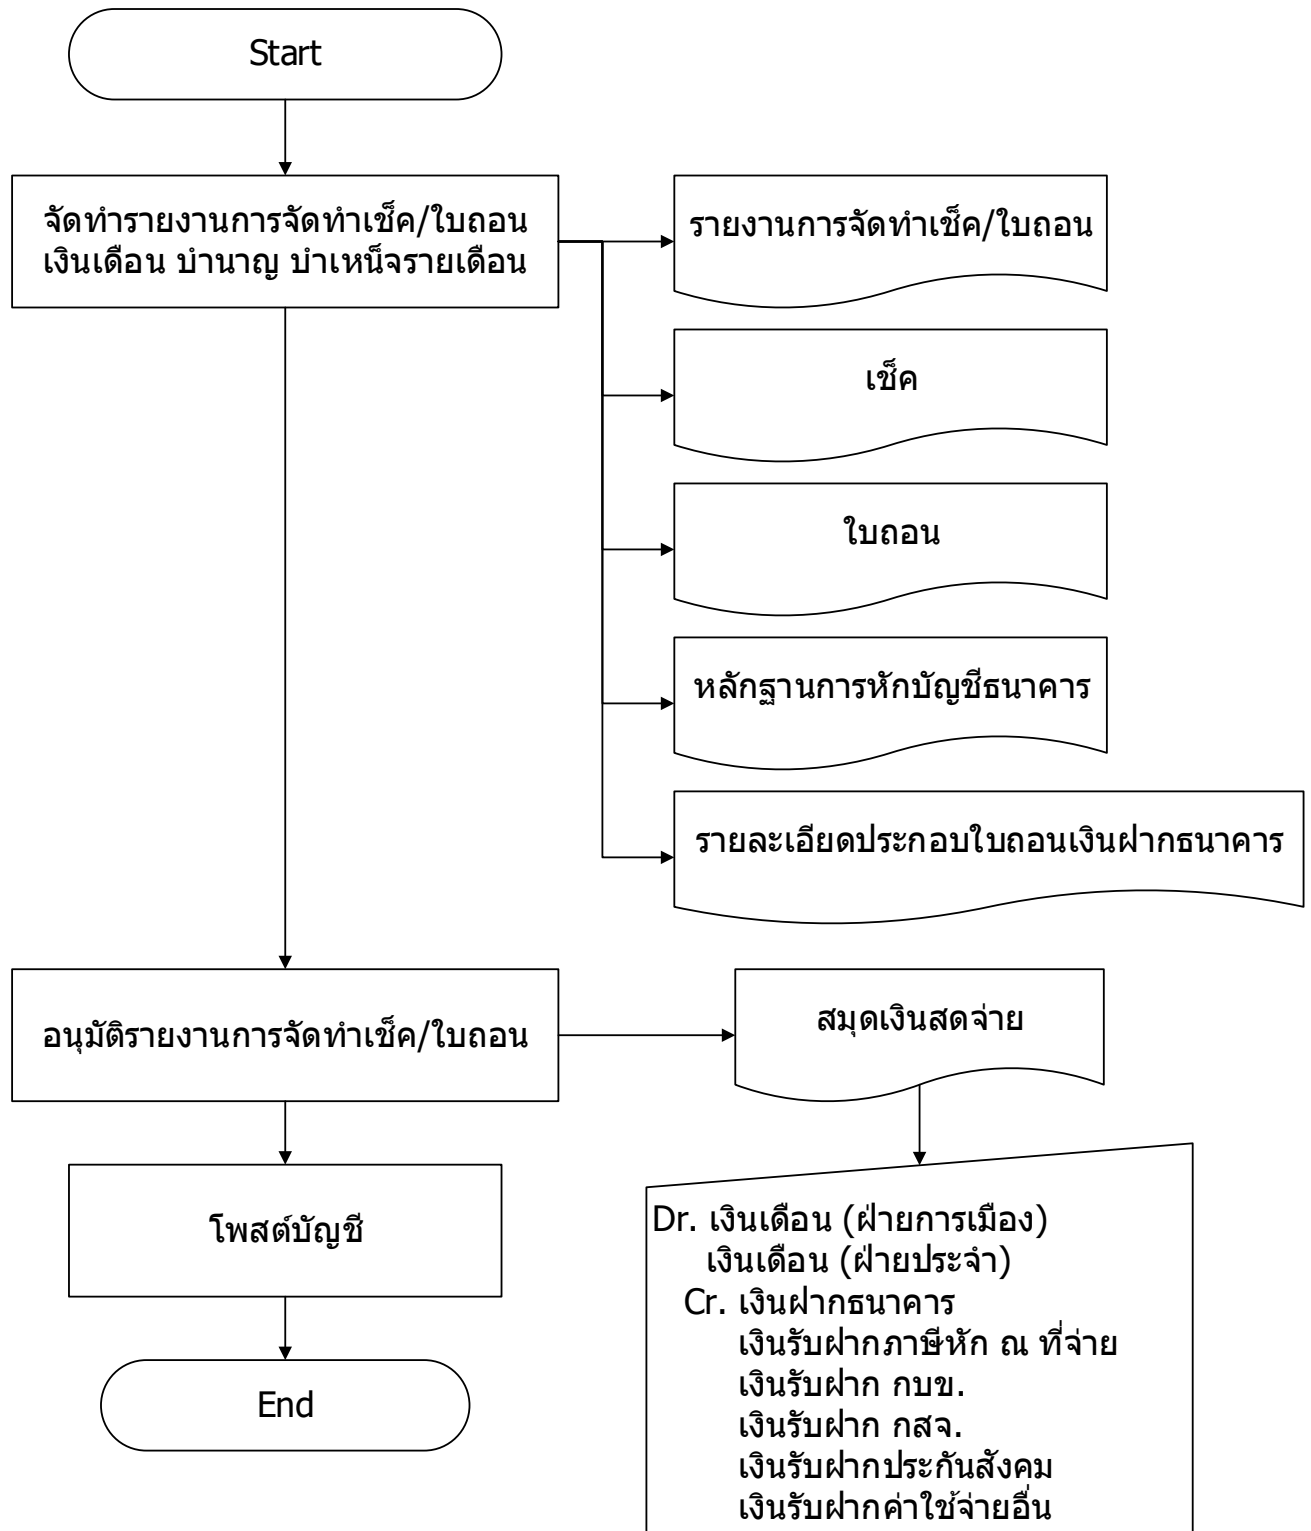 Start
จัดทำรายงานการจัดทำเช็ค/ใบถอน
เงินเดือน บำนาญ บำเหน็จรายเดือน
รายงานการจัดทำเช็ค/ใบถอน
เช็ค
ใบถอน
หลักฐานการหักบัญชีธนาคาร
รายละเอียดประกอบใบถอนเงินฝากธนาคาร
อนุมัติรายงานการจัดทำเช็ค/ใบถอน
สมุดเงินสดจ่าย
โพสต์บัญชี
End
Dr. เงินเดือน (ฝ่ายการเมือง)
เงินเดือน (ฝ่ายประจำ)
Cr. เงินฝากธนาคาร
เงินรับฝากภาษีหัก ณ ที่จ่าย
เงินรับฝาก กบข.
เงินรับฝาก กสจ.
เงินรับฝากประกันสังคม
เงินรับฝากค่าใช้จ่ายอื่น